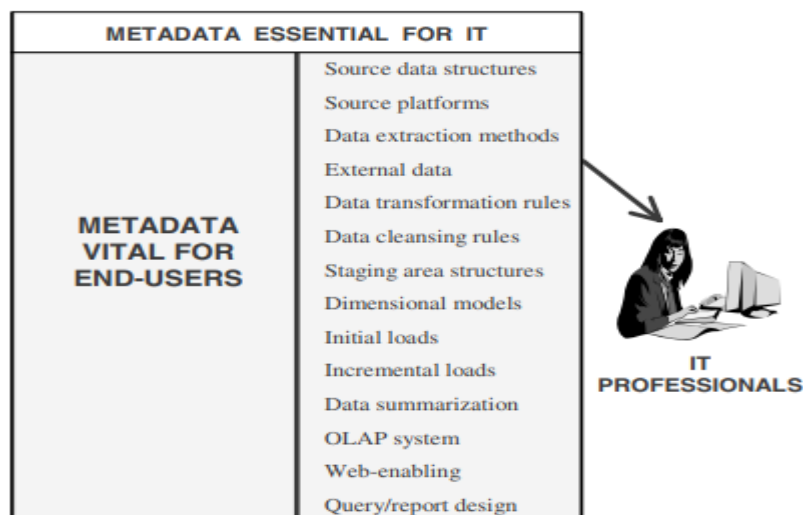 METADATA ESSENTIAL FOR IT
METADATA
VITAL FOR
END-USERS
Source data structures
Source platforms
Data extraction methods
External data
Data transformation rules
Data cleansing rules
Staging area structures
Dimensional models
Initial loads
Incremental loads
Data summarization
OLAP system
Web-enabling
Query/report design
IT
PROFESSIONALS